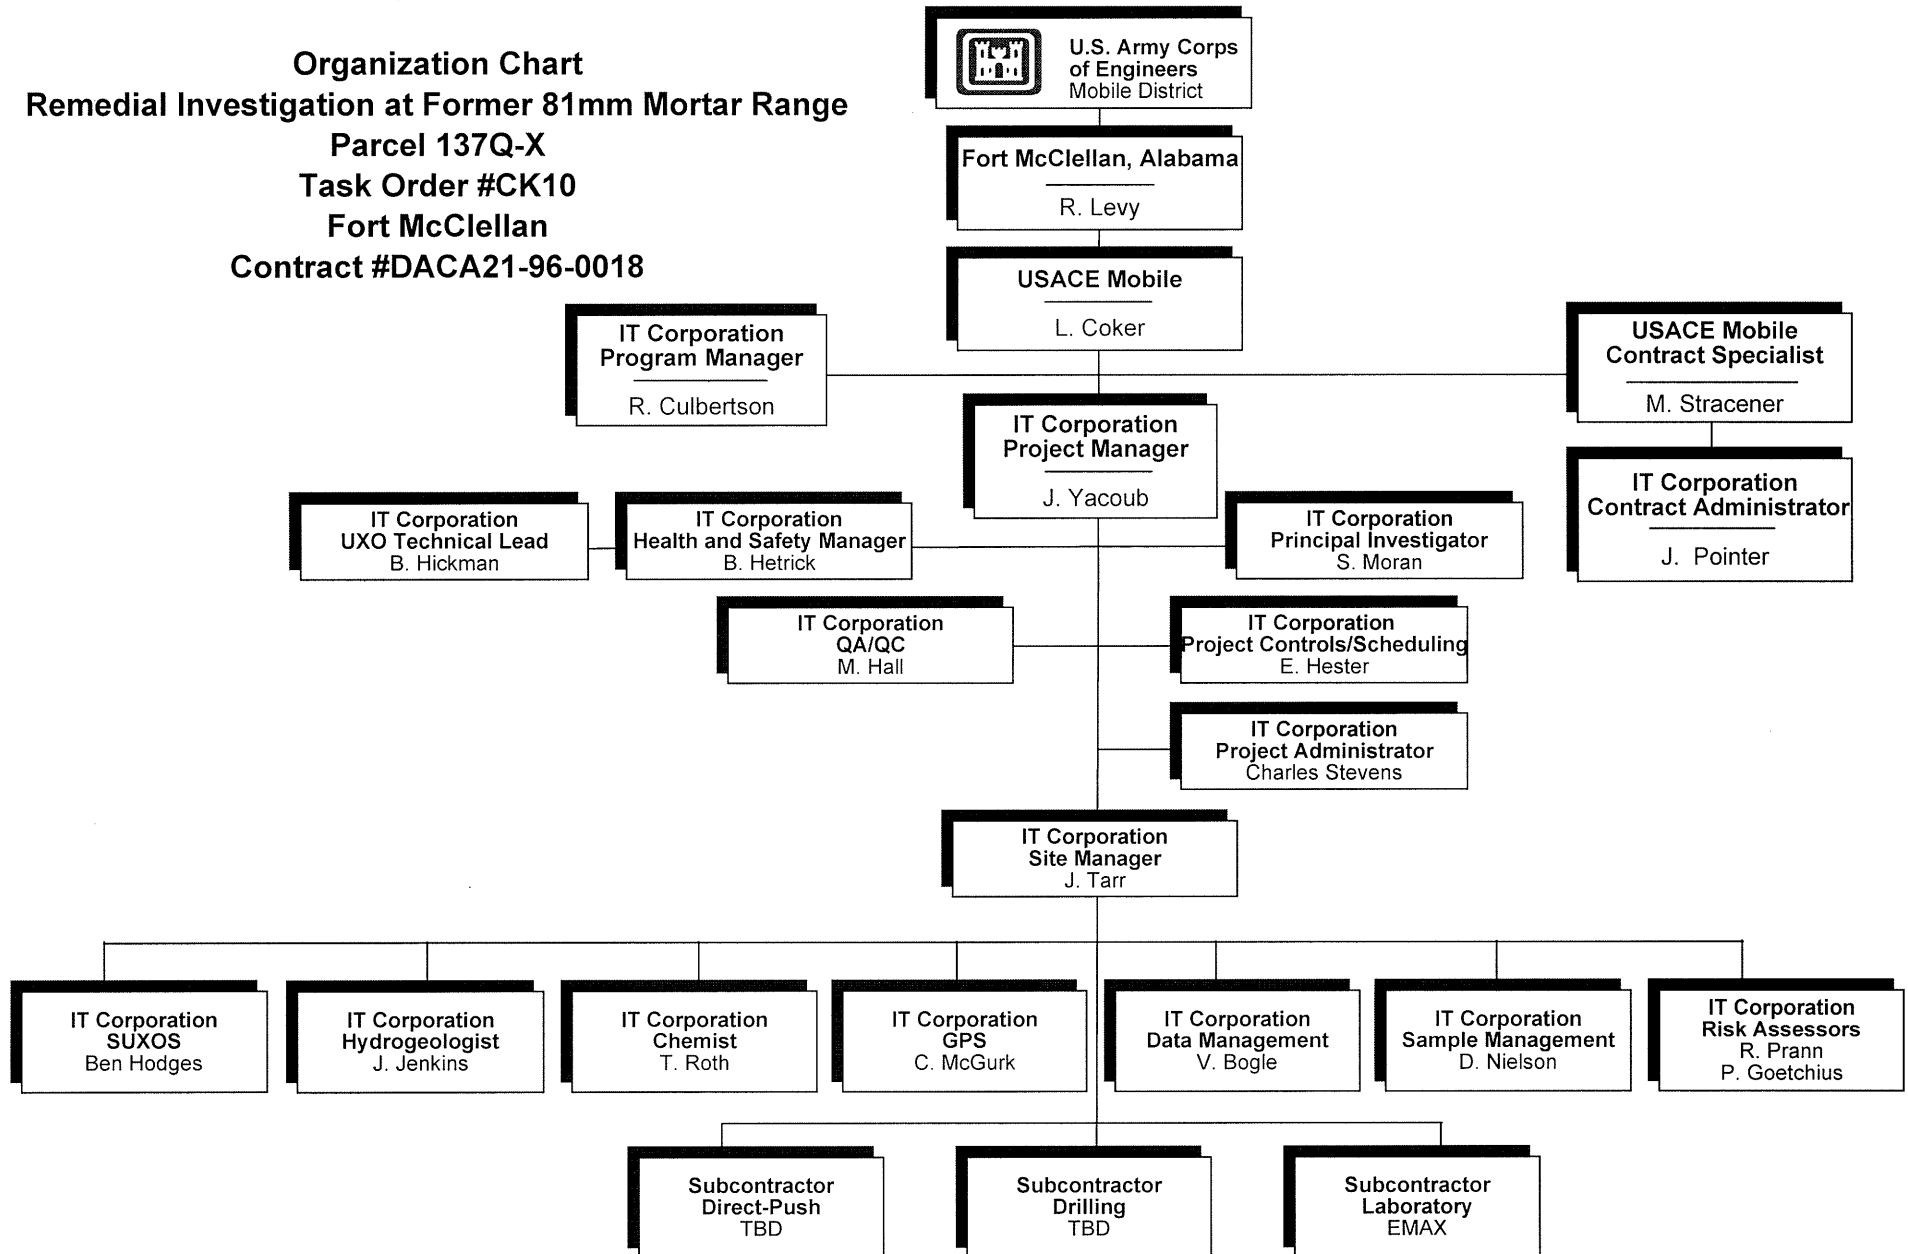 Organization Chart
Remedial Investigation at Former 81mm Mortar Range
Parcel 137Q-X
Task Order #CK10
Fort McClellan
Contract #DACA21-96-0018
U.S. Army Corps
of Engineers
Mobile District
Fort McClellan, Alabama
R. Levy
USACE Mobile
L. Coker
IT Corporation
Program Manager
R. Culbertson
USACE Mobile
Contract Specialist
M. Stracener
IT Corporation
Project Manager
J. Yacoub
IT Corporation
Contract Administrator
J. Pointer
IT Corporation
UXO Technical Lead
B. Hickman
IT Corporation
Health and Safety Manager
B. Hetrick
IT Corporation
Principal Investigator
S. Moran
IT Corporation
QA/QC
M. Hall
IT Corporation
Project Controls/Scheduling
E. Hester
IT Corporation
Project Administrator
Charles Stevens
IT Corporation
Site Manager
J. Tarr
IT Corporation
SUXOS
Ben Hodges
IT Corporation
Hydrogeologist
J. Jenkins
IT Corporation
Chemist
T. Roth
IT Corporation
GPS
C. McGurk
IT Corporation
Data Management
V. Bogle
IT Corporation
Sample Management
D. Nielson
IT Corporation
Risk Assessors
R. Prann
P. Goetchius
Subcontractor
Direct-Push
TBD
Subcontractor
Drilling
TBD
Subcontractor
Laboratory
EMAX